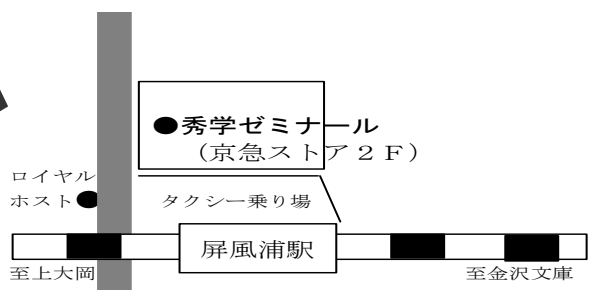 ●秀学ゼミナール
（京急ストア２Ｆ）
ロイヤル
ホスト●
タクシー乗り場
屏風浦駅
至上大岡
至金沢文庫